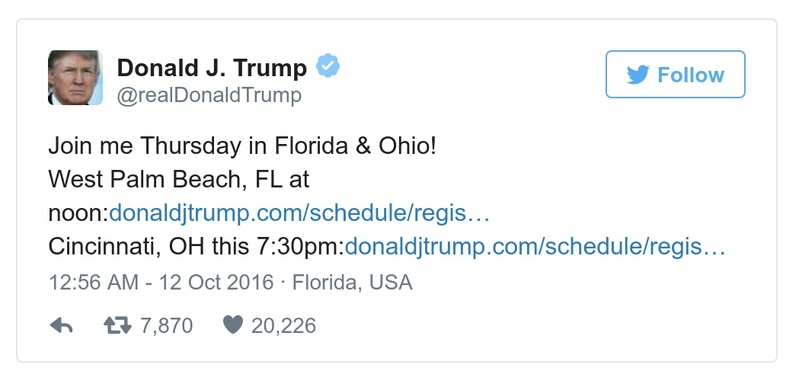 Donald J. Trump
@realDonaldTrump
Follow
Join me Thursday in Florida & Ohio!
West Palm Beach, FL at
noon:donaldjtrump.com/schedule/regis…
Cincinnati, OH this 7:30pm:donaldjtrump.com/schedule/regis…
12:56 AM - 12 Oct 2016 · Florida, USA
7,870 20,226